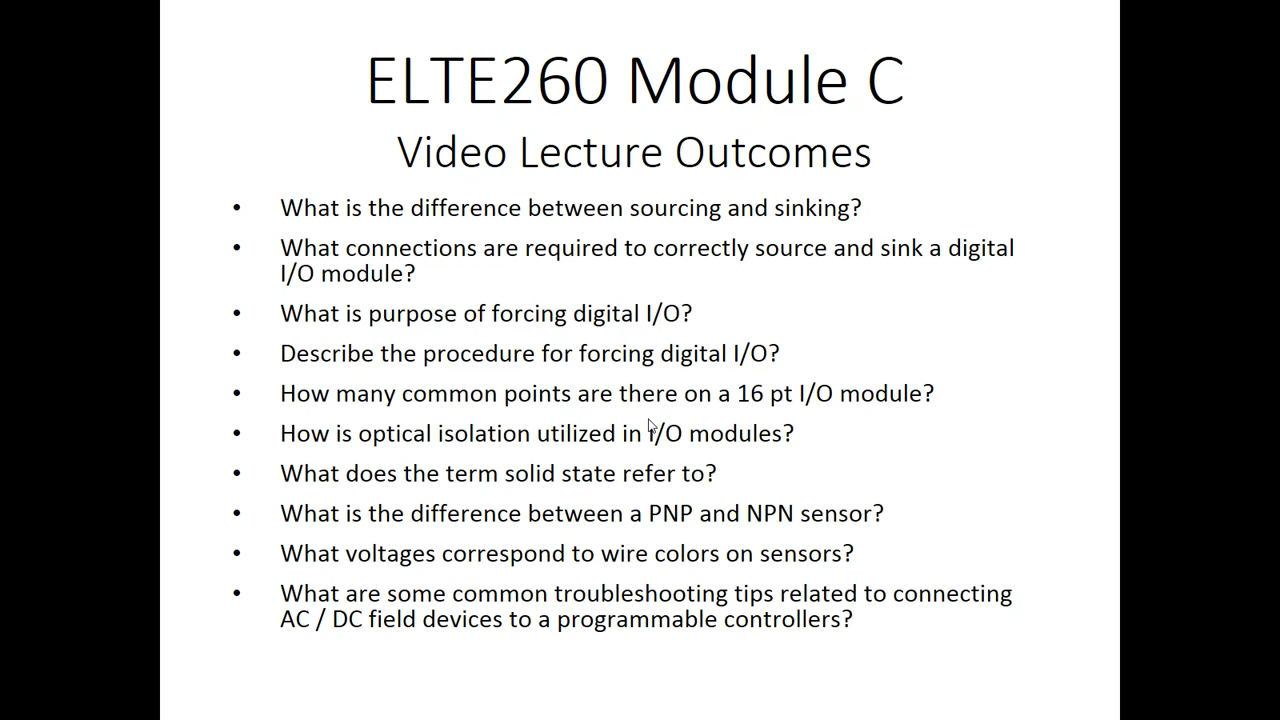 ELTE260 Module C
Video Lecture Outcomes
• What is the difference between sourcing and sinking?
• What connections are required to correctly source and sink a digital
I/O module?
• What is purpose of forcing digital I/O?
• Describe the procedure for forcing digital I/O?
• How many common points are there on a 16 pt I/O module?
• How is optical isolation utilized in I/O modules?
• What does the term solid state refer to?
• What is the difference between a PNP and NPN sensor?
• What voltages correspond to wire colors on sensors?
• What are some common troubleshooting tips related to connecting
AC / DC field devices to a programmable controllers?